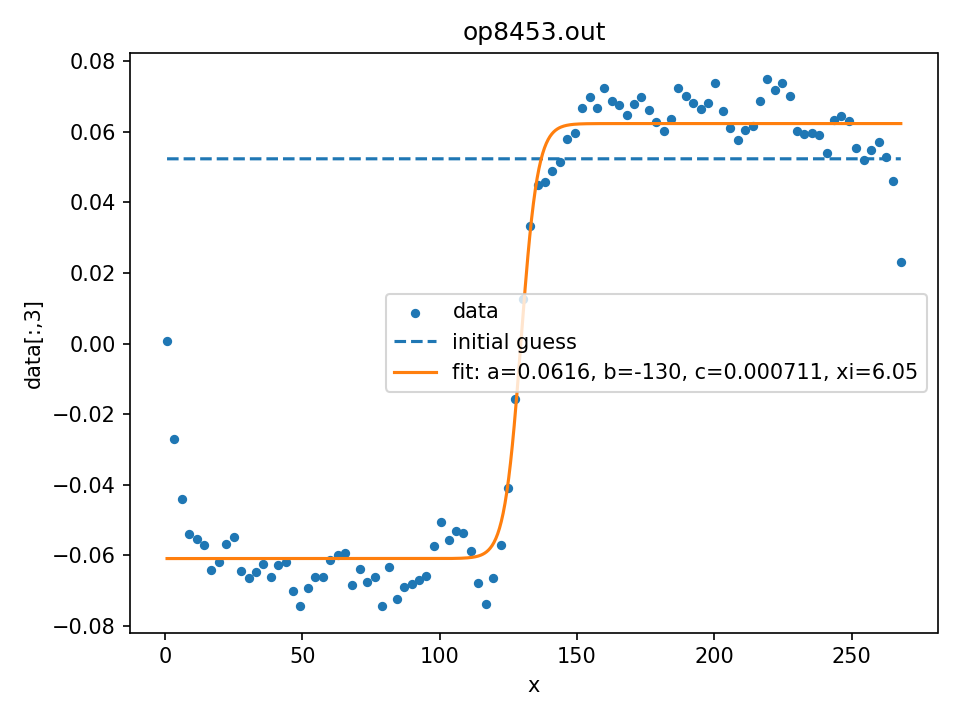 op8453.out
0.08
0.06
0.04
0.02
0.00
−0.02
−0.04
−0.06
−0.08
data[:,3]
data
initial guess
fit: a=0.0616, b=-130, c=0.000711, xi=6.05
0 50 100 150 200 250
x